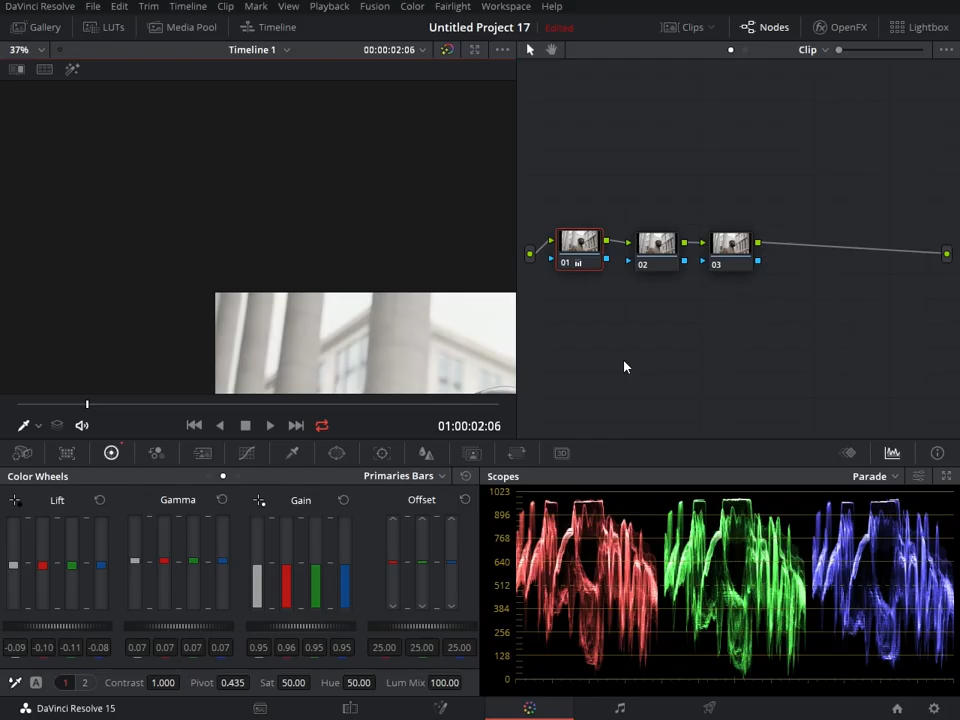 DaVinci Resolve File Edit Trim Timeline Clip Mark View Playback Fusion Color Fairlight Workspace Help
Gallery LUTs Media Pool Timeline Untitled Project 17 Edited Clips Nodes OpenFX Lightbox
37% Timeline 1 00:00:02:06 Clip
01 02 03
01:00:02:06
3D
Color Wheels Primaries Bars Scopes Parade
Lift Gamma Gain Offset
1023
896
768
640
512
384
256
128
0
-0.09 -0.10 -0.11 -0.08 0.07 0.07 0.07 0.07 0.95 0.96 0.95 0.95 25.00 25.00 25.00
A 1 2 Contrast 1.000 Pivot 0.435 Sat 50.00 Hue 50.00 Lum Mix 100.00
DaVinci Resolve 15